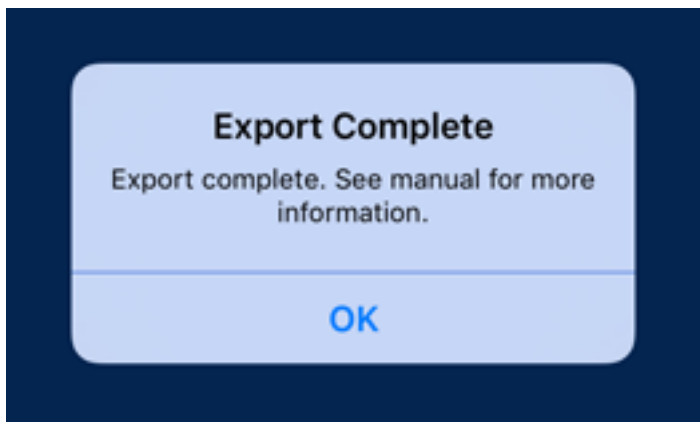 Export Complete
Export complete. See manual for more
information.
OK